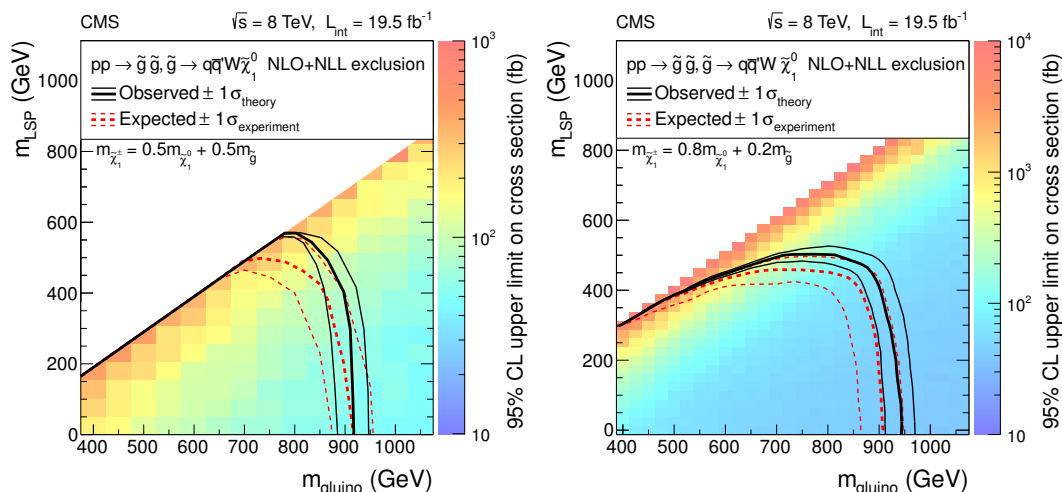 CMS √s = 8 TeV, L_int = 19.5 fb⁻¹
pp → g̃ g̃, g̃ → qq̄'Wχ̃₁⁰ NLO+NLL exclusion
Observed ± 1σ_theory
Expected ± 1σ_experiment
m_χ̃₁± = 0.5m_χ̃₁⁰ + 0.5m_g̃
m_LSP (GeV)
1000
800
600
400
200
0
400 500 600 700 800 900 1000
m_gluino (GeV)
10³
10²
10
95% CL upper limit on cross section (fb)
CMS √s = 8 TeV, L_int = 19.5 fb⁻¹
pp → g̃ g̃, g̃ → qq̄'W χ̃₁⁰ NLO+NLL exclusion
Observed ± 1σ_theory
Expected ± 1σ_experiment
m_χ̃₁± = 0.8m_χ̃₁⁰ + 0.2m_g̃
m_LSP (GeV)
1000
800
600
400
200
0
400 500 600 700 800 900 1000
m_gluino (GeV)
10⁴
10³
10²
10
95% CL upper limit on cross section (fb)